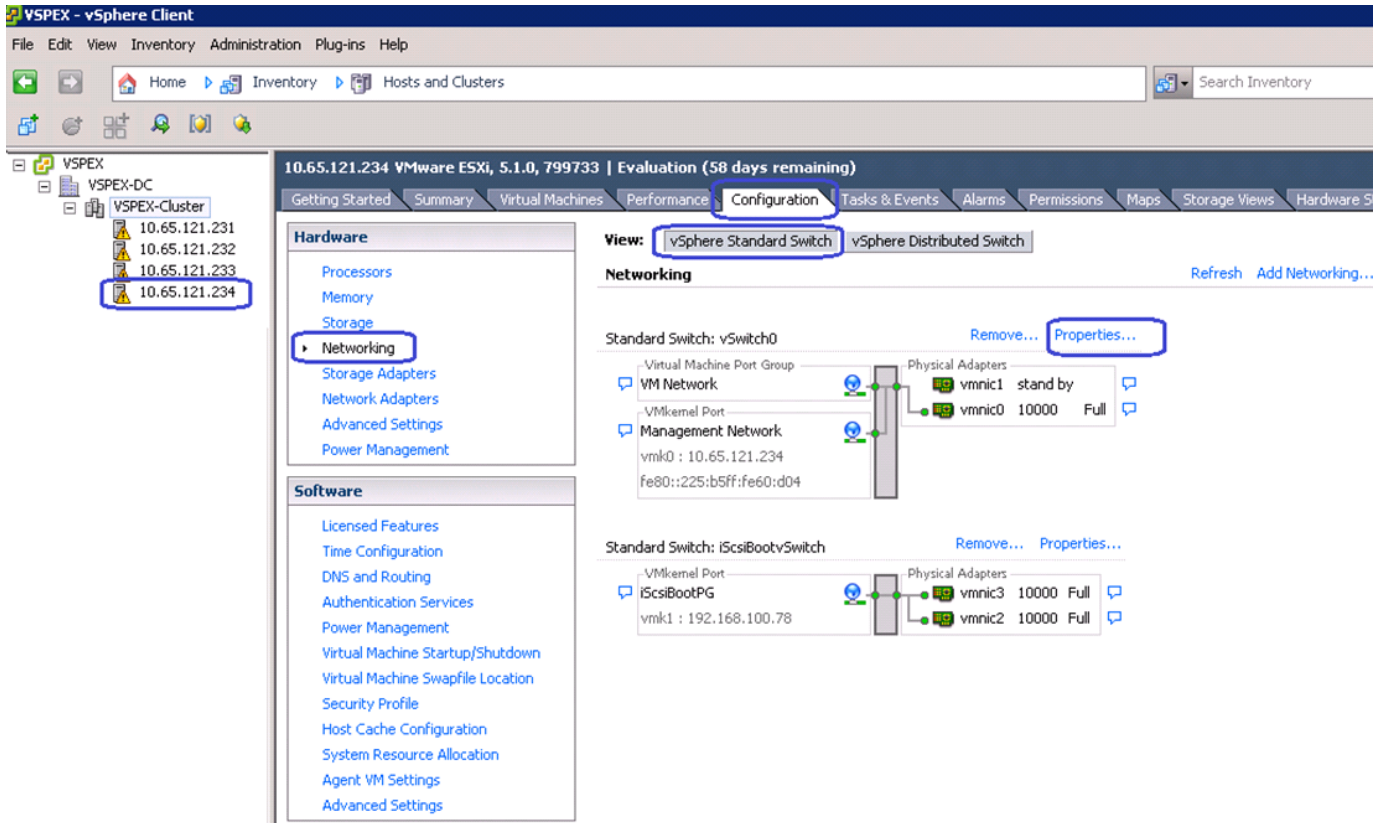 VSPEX - vSphere Client
File Edit View Inventory Administration Plug-ins Help
Home Inventory Hosts and Clusters
Search Inventory
VSPEX
VSPEX-DC
VSPEX-Cluster
10.65.121.231
10.65.121.232
10.65.121.233
10.65.121.234
10.65.121.234 VMware ESXi, 5.1.0, 799733 | Evaluation (58 days remaining)
Getting Started Summary Virtual Machines Performance Configuration Tasks & Events Alarms Permissions Maps Storage Views Hardware S
Hardware
Processors
Memory
Storage
Networking
Storage Adapters
Network Adapters
Advanced Settings
Power Management
Software
Licensed Features
Time Configuration
DNS and Routing
Authentication Services
Power Management
Virtual Machine Startup/Shutdown
Virtual Machine Swapfile Location
Security Profile
Host Cache Configuration
System Resource Allocation
Agent VM Settings
Advanced Settings
View: vSphere Standard Switch vSphere Distributed Switch
Networking Refresh Add Networking...
Standard Switch: vSwitch0 Remove... Properties...
Virtual Machine Port Group Physical Adapters
VM Network vmnic1 stand by
VMkernel Port vmnic0 10000 Full
Management Network
vmk0 : 10.65.121.234
fe80::225:b5ff:fe60:d04
Standard Switch: iScsiBootvSwitch Remove... Properties...
VMkernel Port Physical Adapters
iScsiBootPG vmnic3 10000 Full
vmk1 : 192.168.100.78 vmnic2 10000 Full